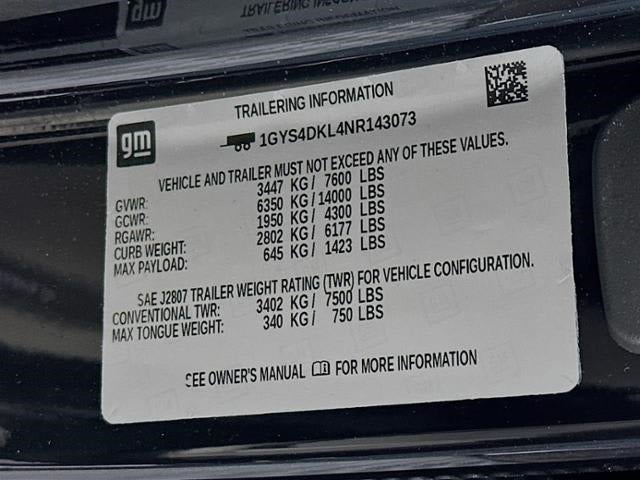 TRAILERING INFORMATION
gm
1GYS4DKL4NR143073
VEHICLE AND TRAILER MUST NOT EXCEED ANY OF THESE VALUES.
GVWR: 3447 KG / 7600 LBS
GCWR: 6350 KG / 14000 LBS
RGAWR: 1950 KG / 4300 LBS
CURB WEIGHT: 2802 KG / 6177 LBS
MAX PAYLOAD: 645 KG / 1423 LBS
SAE J2807 TRAILER WEIGHT RATING (TWR) FOR VEHICLE CONFIGURATION.
CONVENTIONAL TWR: 3402 KG / 7500 LBS
MAX TONGUE WEIGHT: 340 KG / 750 LBS
SEE OWNER'S MANUAL FOR MORE INFORMATION